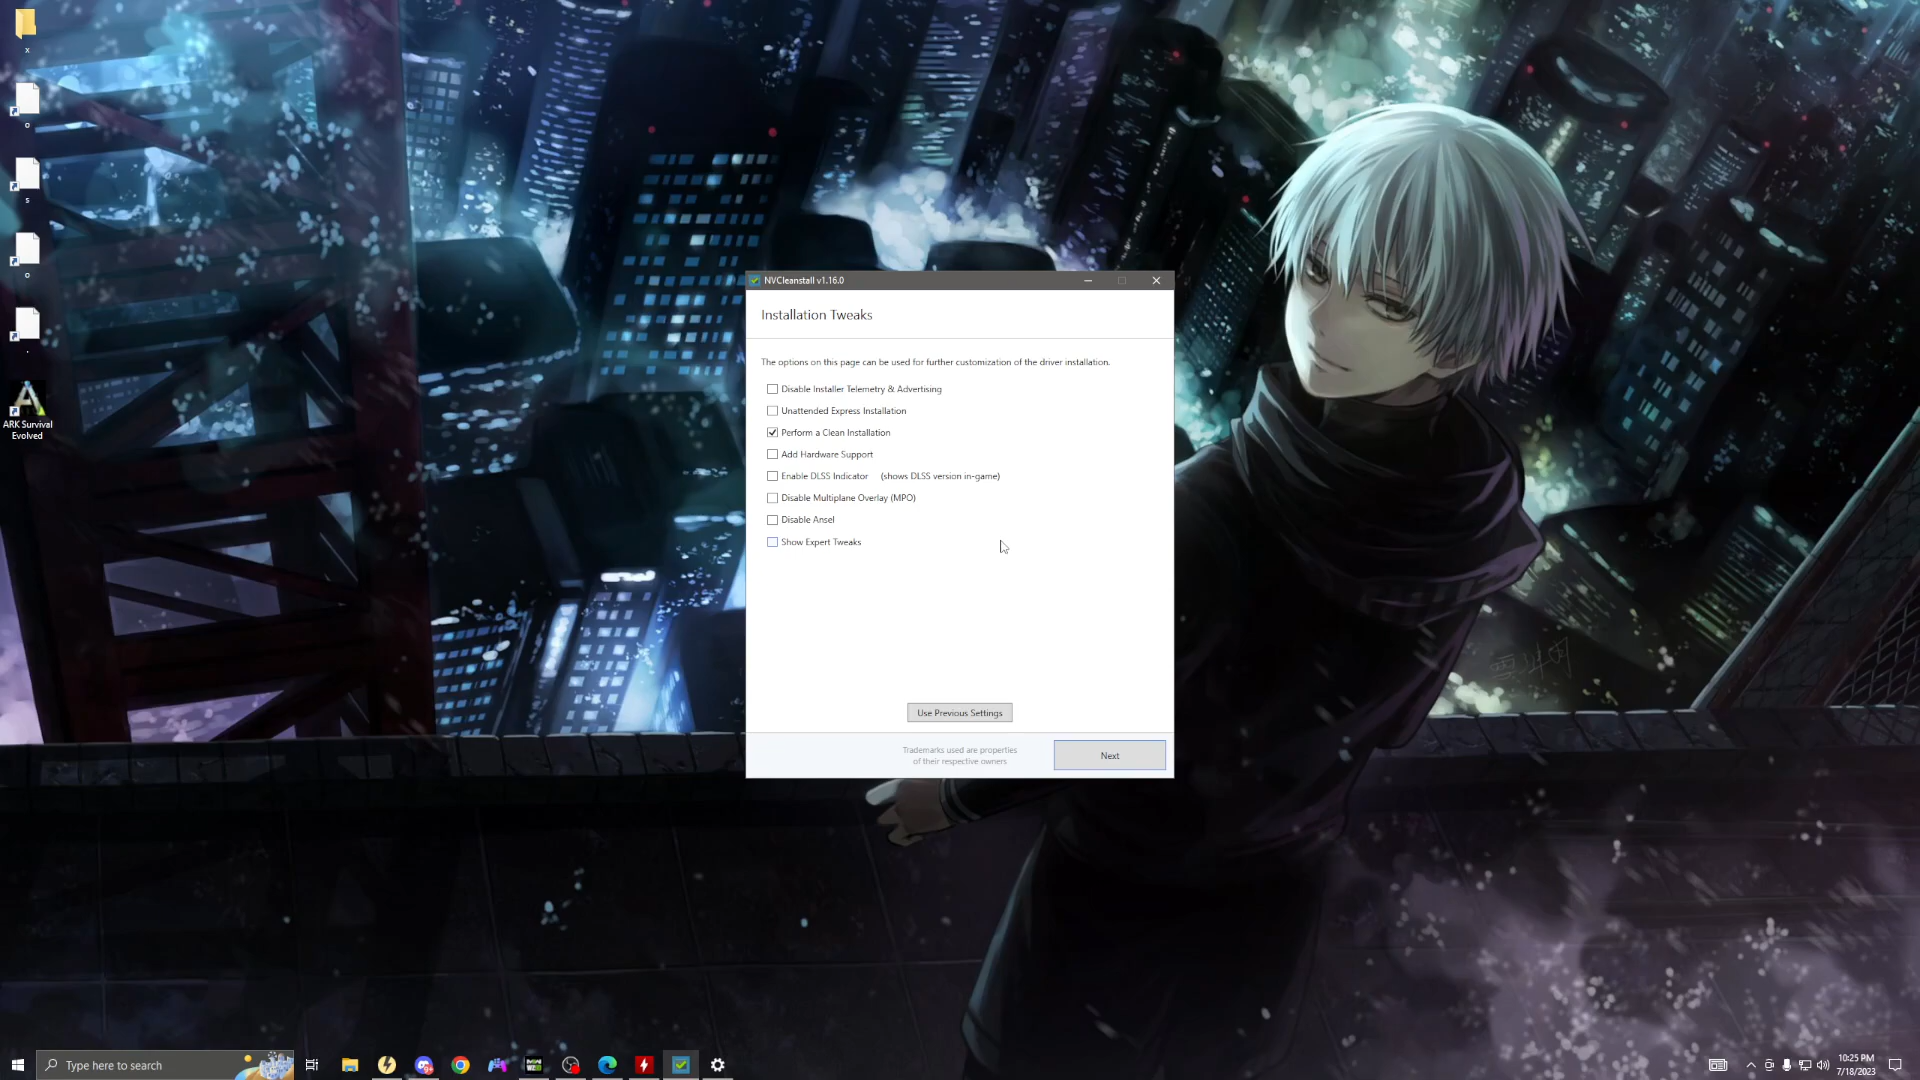 x
o
s
o
.
ARK Survival
Evolved
NVCleanstall v1.16.0
Installation Tweaks
The options on this page can be used for further customization of the driver installation.
Disable Installer Telemetry & Advertising
Unattended Express Installation
Perform a Clean Installation
Add Hardware Support
Enable DLSS Indicator (shows DLSS version in-game)
Disable Multiplane Overlay (MPO)
Disable Ansel
Show Expert Tweaks
Use Previous Settings
Trademarks used are properties
of their respective owners
Next
Type here to search
10:25 PM
7/18/2023